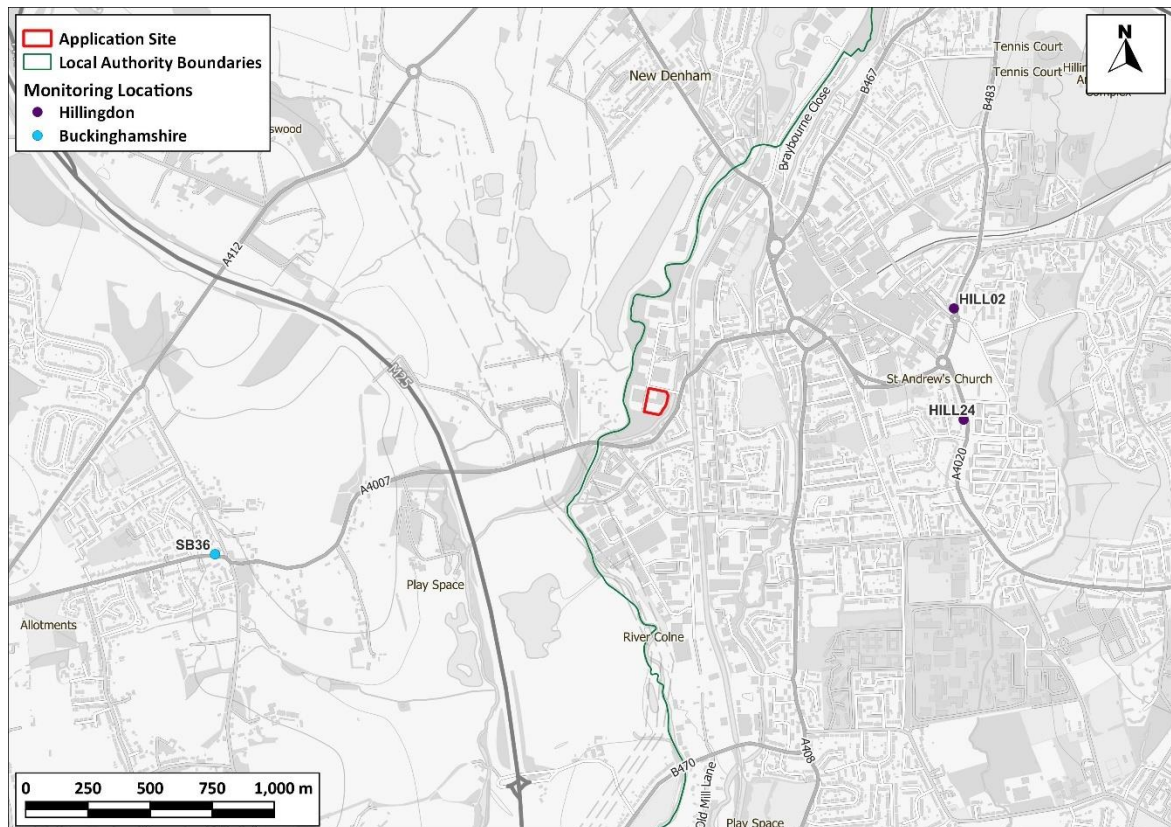 Application Site
Local Authority Boundaries
Monitoring Locations
Hillingdon
Buckinghamshire
N
New Denham
Tennis Court
Tennis Court
Complex
Braybourne Close
B467
B483
A412
M25
HILL02
St Andrew's Church
HILL24
A4020
A4007
SB36
Play Space
Allotments
River Colne
B470
Old Mill Lane
A408
Play Space
0 250 500 750 1,000 m